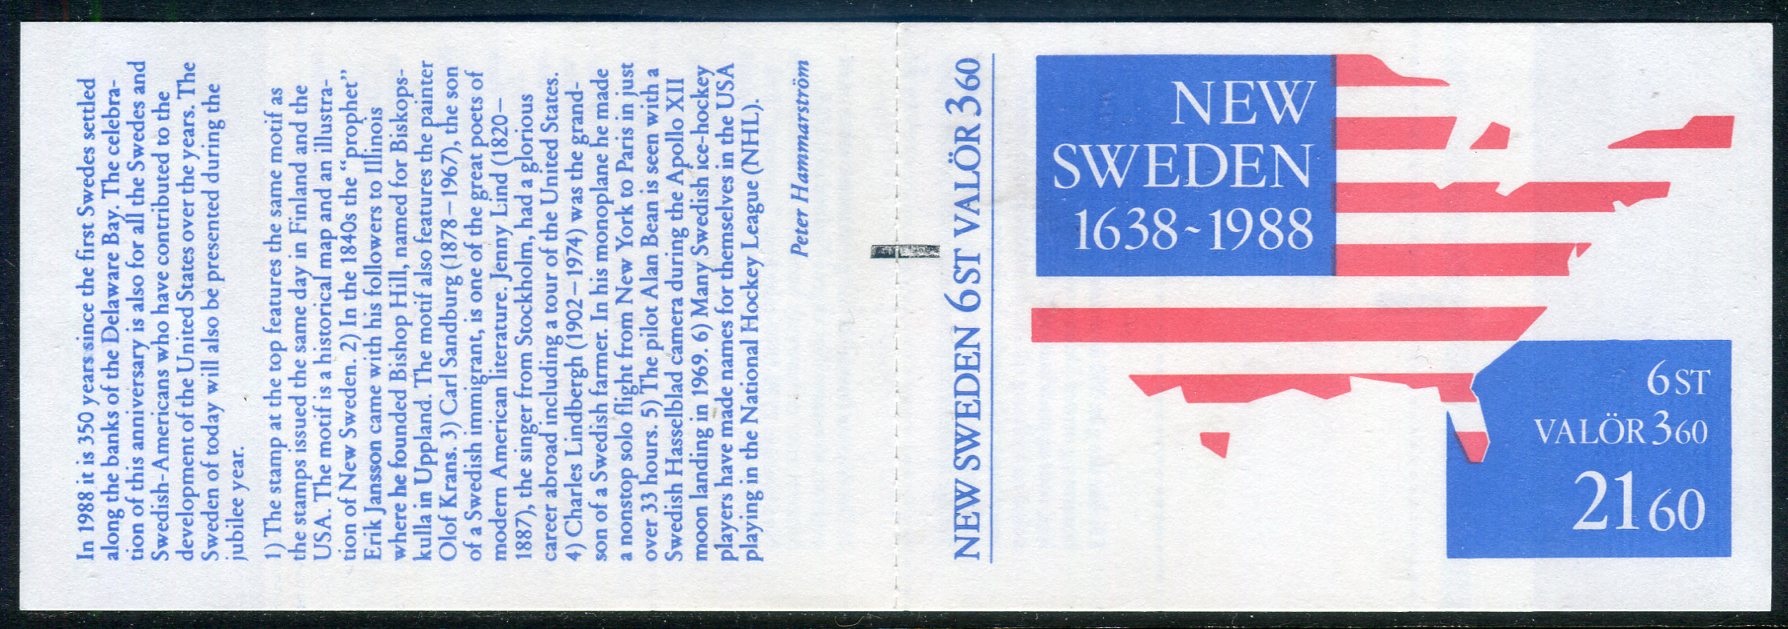 In 1988 it is 350 years since the first Swedes settled
along the banks of the Delaware Bay. The celebra-
tion of this anniversary is also for all the Swedes and
Swedish-Americans who have contributed to the
development of the United States over the years. The
Sweden of today will also be presented during the
jubilee year.
1) The stamp at the top features the same motif as
the stamps issued the same day in Finland and the
USA. The motif is a historical map and an illustra-
tion of New Sweden. 2) In the 1840s the “prophet”
Erik Jansson came with his followers to Illinois
where he founded Bishop Hill, named for Biskops-
kulla in Uppland. The motif also features the painter
Olof Krans. 3) Carl Sandburg (1878–1967), the son
of a Swedish immigrant, is one of the great poets of
modern American literature. Jenny Lind (1820–
1887), the singer from Stockholm, had a glorious
career abroad including a tour of the United States.
4) Charles Lindbergh (1902–1974) was the grand-
son of a Swedish farmer. In his monoplane he made
a nonstop solo flight from New York to Paris in just
over 33 hours. 5) The pilot Alan Bean is seen with a
Swedish Hasselblad camera during the Apollo XII
moon landing in 1969. 6) Many Swedish ice-hockey
players have made names for themselves in the USA
playing in the National Hockey League (NHL).
Peter Hammarström
NEW SWEDEN 6 ST VALÖR 3 60
NEW
SWEDEN
1638~1988
6 ST
VALÖR 3 60
21 60